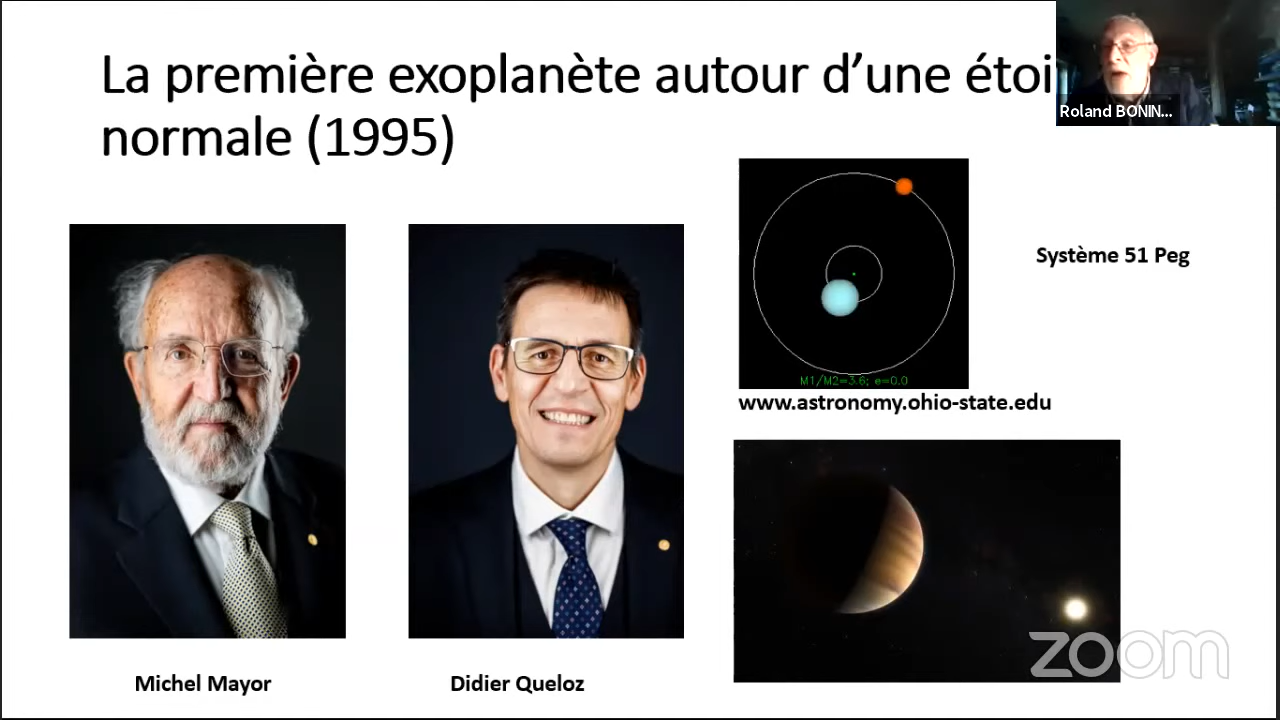 La première exoplanète autour d’une étoi
normale (1995)
Roland BONIN...
Système 51 Peg
M1/M2=3.6; e=0.0
www.astronomy.ohio-state.edu
zoom
Michel Mayor
Didier Queloz